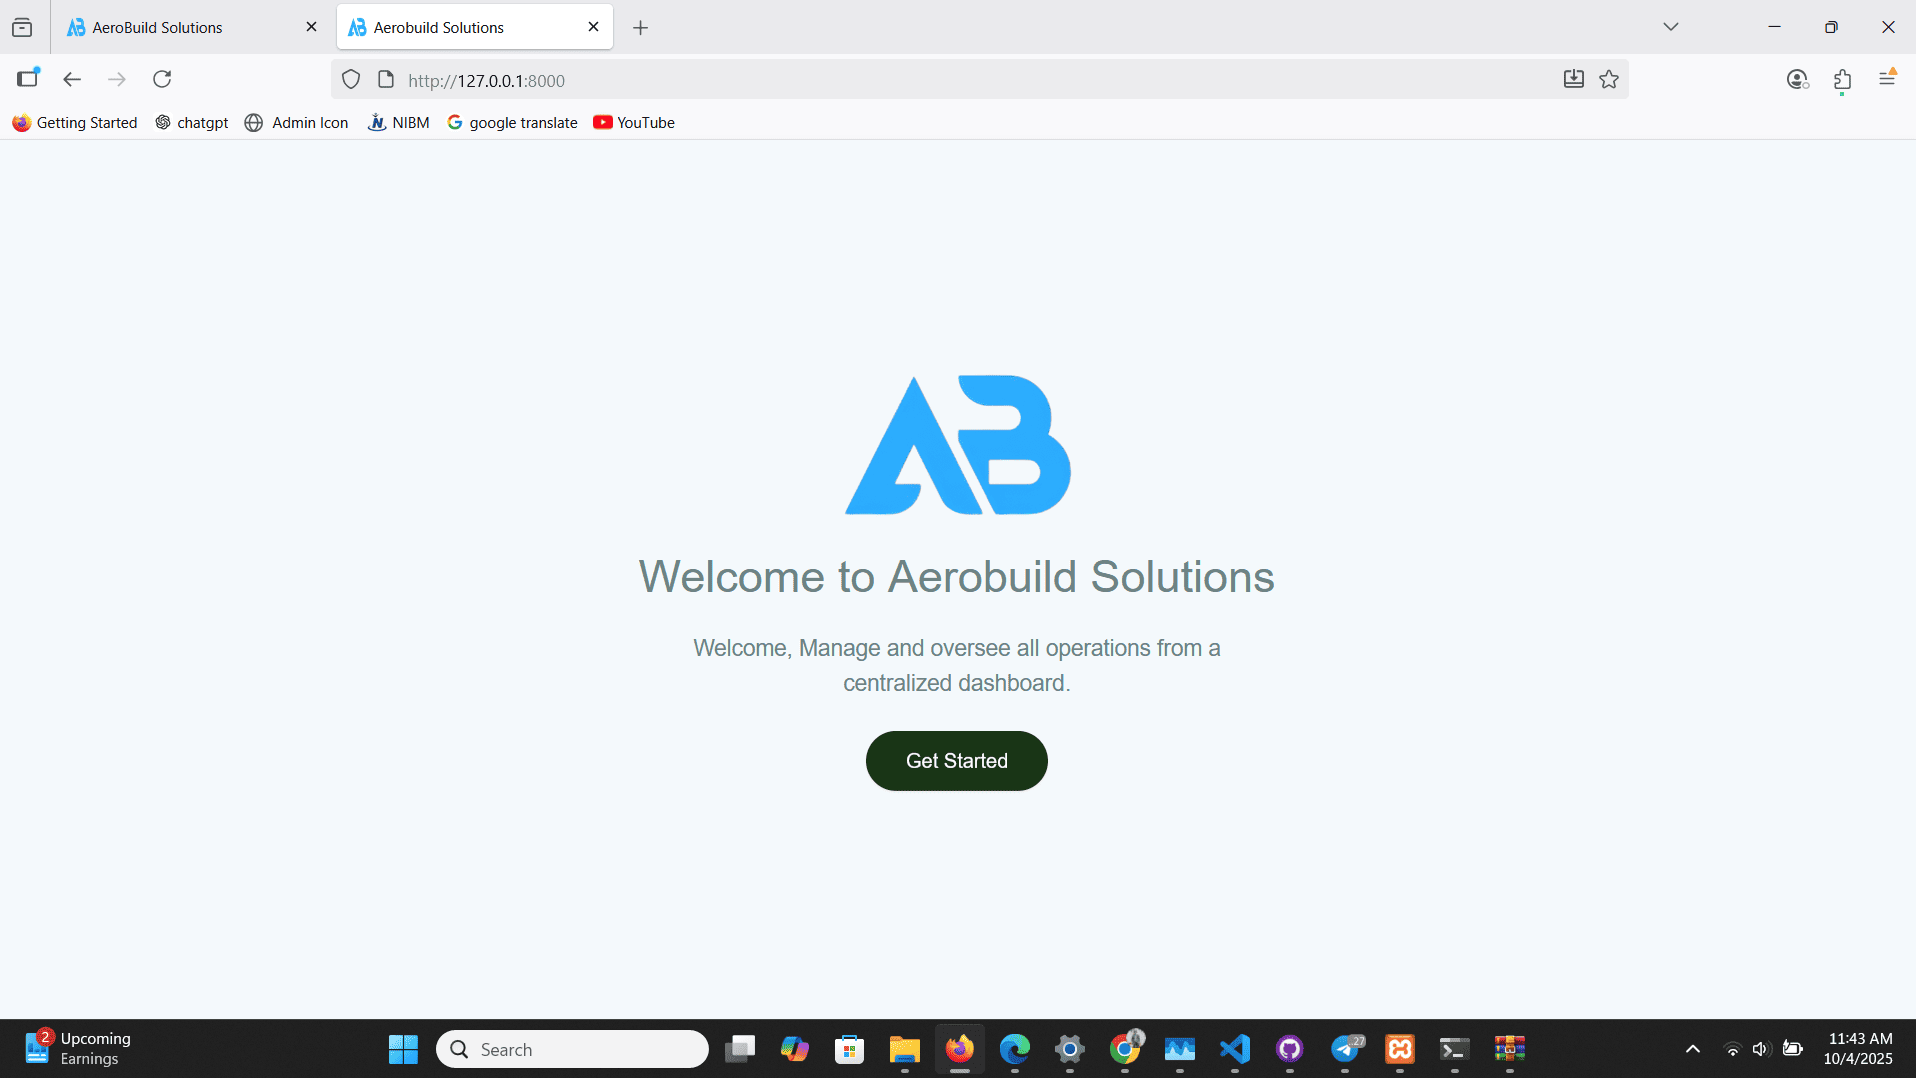 AeroBuild Solutions
Aerobuild Solutions
http://127.0.0.1:8000
Getting Started
chatgpt
Admin Icon
NIBM
google translate
YouTube
AB
Welcome to Aerobuild Solutions
Welcome, Manage and oversee all operations from a
centralized dashboard.
Get Started
2
Upcoming
Earnings
Search
27
11:43 AM
10/4/2025